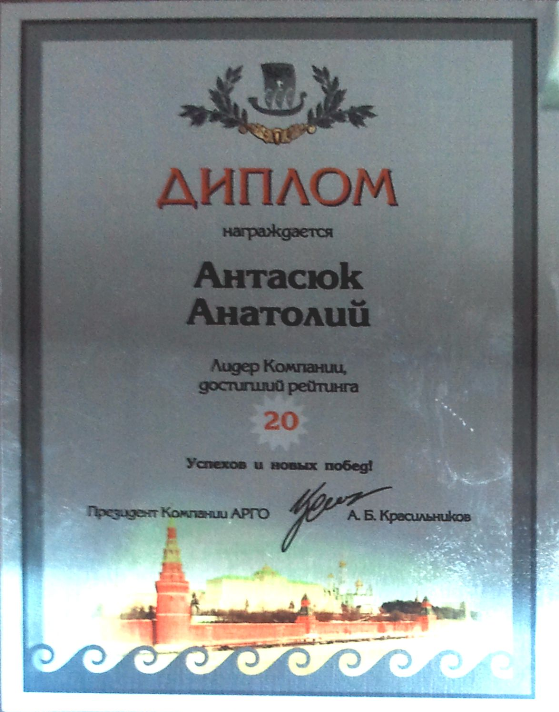 ДИПЛОМ
награждается
Антасюк
Анатолий
Лидер Компании,
достигший рейтинга
20
Успехов и новых побед!
Президент Компании АРГО А. Б. Красильников